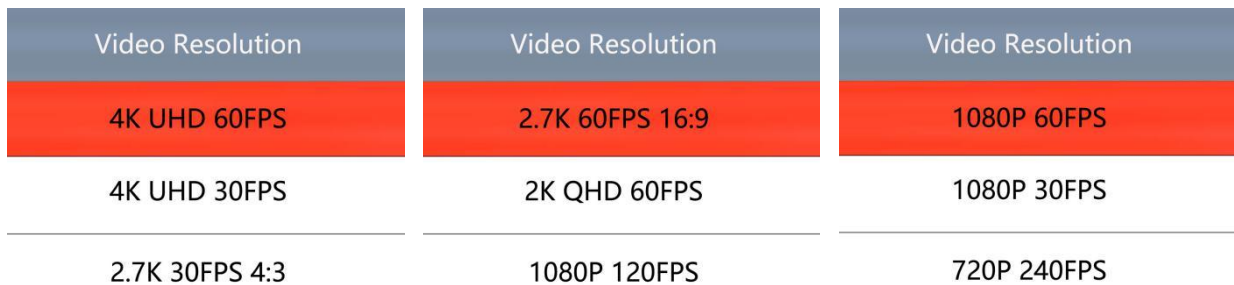 Video Resolution
4K UHD 60FPS
4K UHD 30FPS
2.7K 30FPS 4:3
Video Resolution
2.7K 60FPS 16:9
2K QHD 60FPS
1080P 120FPS
Video Resolution
1080P 60FPS
1080P 30FPS
720P 240FPS